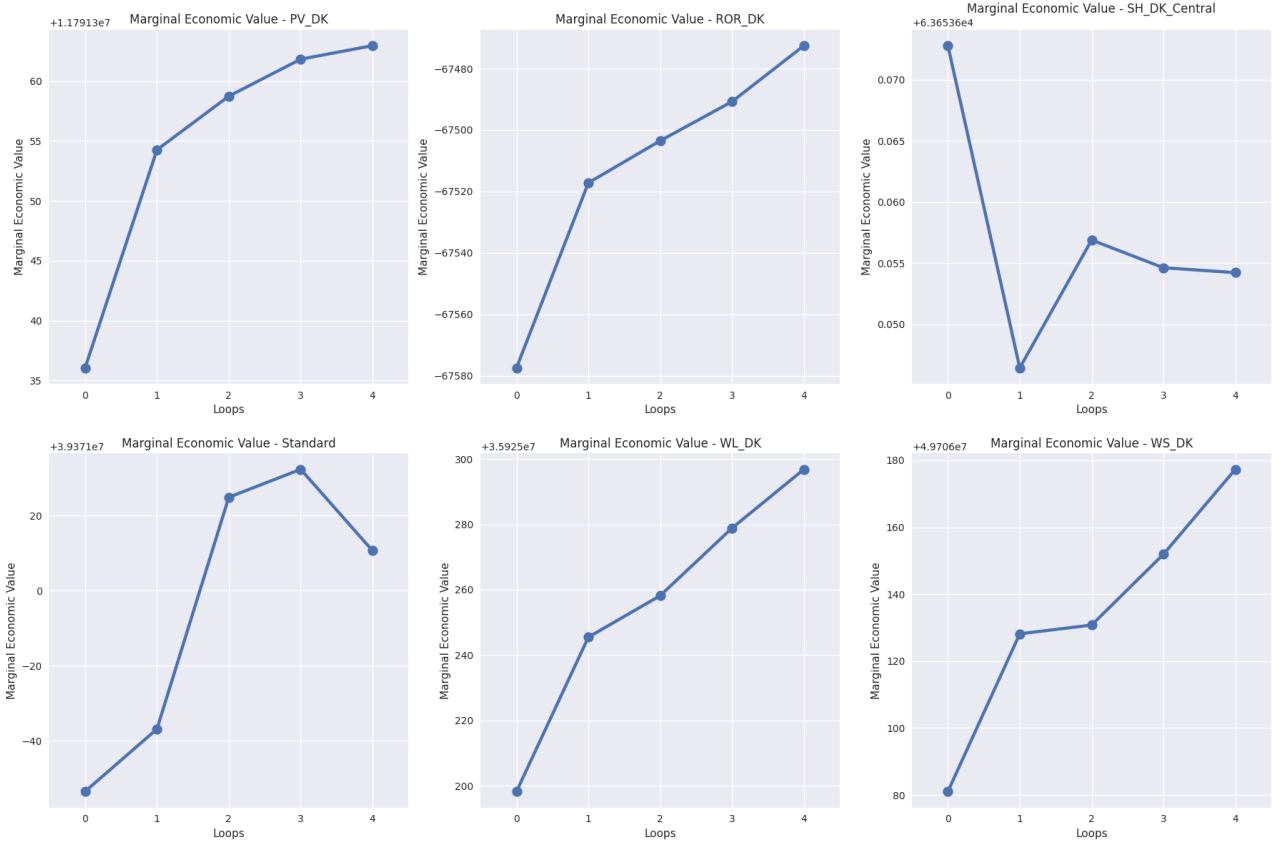 +1.17913e7
Marginal Economic Value - PV_DK
Marginal Economic Value
60
55
50
45
40
35
0 1 2 3 4
Loops
Marginal Economic Value - ROR_DK
Marginal Economic Value
−67480
−67500
−67520
−67540
−67560
−67580
0 1 2 3 4
Loops
Marginal Economic Value - SH_DK_Central
+6.36536e4
Marginal Economic Value
0.070
0.065
0.060
0.055
0.050
0 1 2 3 4
Loops
+3.9371e7
Marginal Economic Value - Standard
Marginal Economic Value
20
0
−20
−40
0 1 2 3 4
Loops
+3.5925e7
Marginal Economic Value - WL_DK
Marginal Economic Value
300
280
260
240
220
200
0 1 2 3 4
Loops
+4.9706e7
Marginal Economic Value - WS_DK
Marginal Economic Value
180
160
140
120
100
80
0 1 2 3 4
Loops